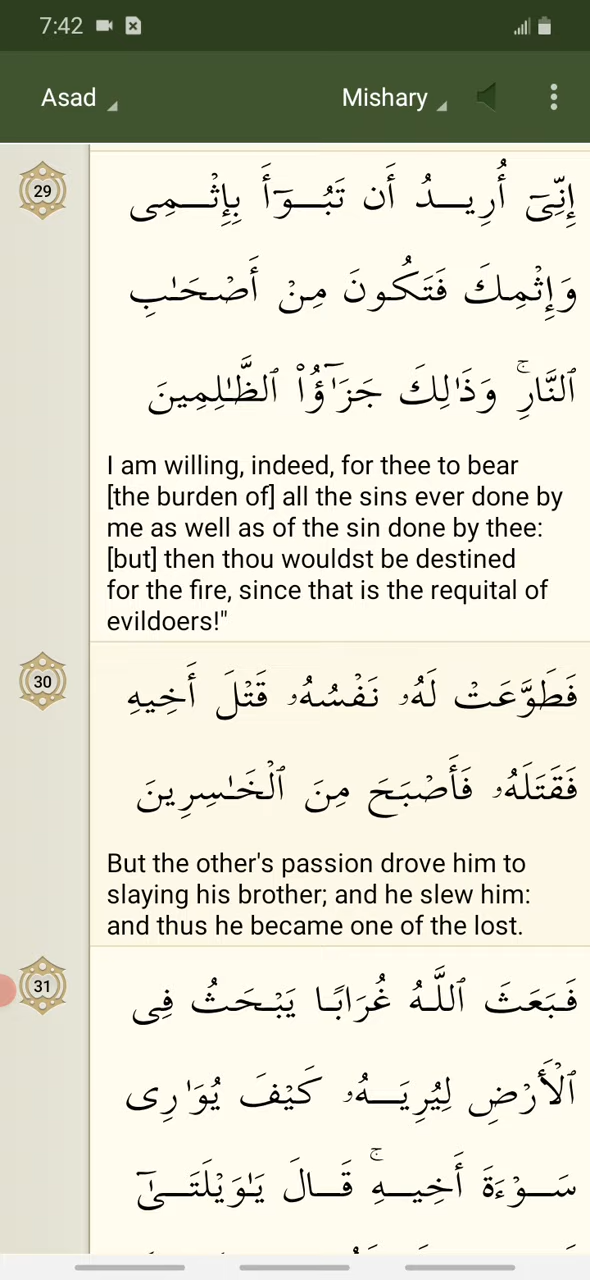 7:42
Asad
Mishary
29
إِنِّىٓ أُرِيدُ أَن تَبُوٓأَ بِإِثْمِى
وَإِثْمِكَ فَتَكُونَ مِنْ أَصْحَـٰبِ
ٱلنَّارِ ۚ وَذَٰلِكَ جَزَٰٓؤُا۟ ٱلظَّـٰلِمِينَ
I am willing, indeed, for thee to bear
[the burden of] all the sins ever done by
me as well as of the sin done by thee:
[but] then thou wouldst be destined
for the fire, since that is the requital of
evildoers!"
30
فَطَوَّعَتْ لَهُۥ نَفْسُهُۥ قَتْلَ أَخِيهِ
فَقَتَلَهُۥ فَأَصْبَحَ مِنَ ٱلْخَـٰسِرِينَ
But the other's passion drove him to
slaying his brother; and he slew him:
and thus he became one of the lost.
31
فَبَعَثَ ٱللَّهُ غُرَابًا يَبْحَثُ فِى
ٱلْأَرْضِ لِيُرِيَهُۥ كَيْفَ يُوَٰرِى
سَوْءَةَ أَخِيهِ ۚ قَالَ يَـٰوَيْلَتَىٰٓ